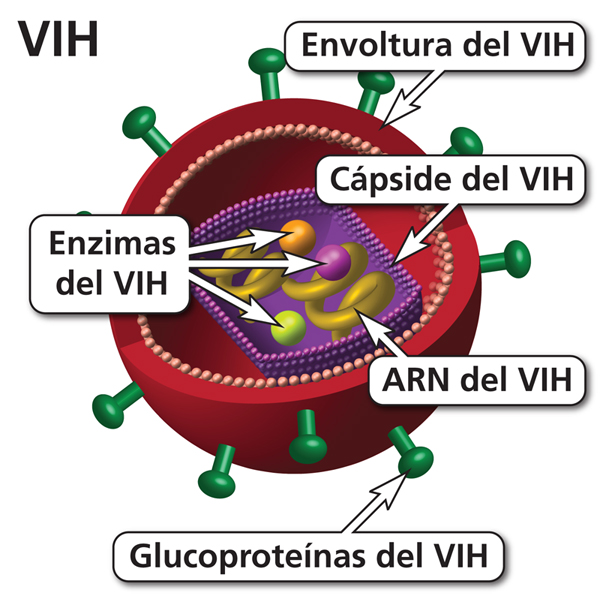 VIH
Envoltura del VIH
Cápside del VIH
Enzimas
del VIH
ARN del VIH
Glucoproteínas del VIH